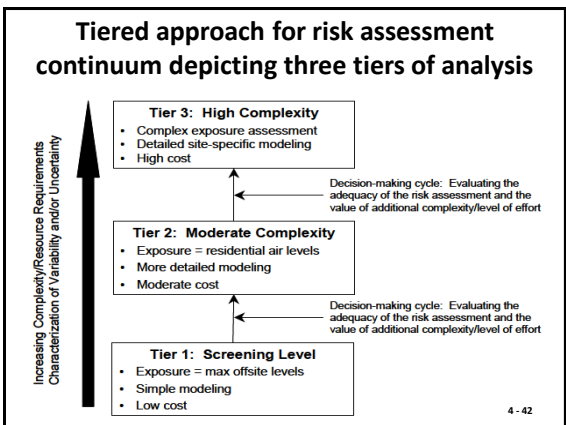 Tiered approach for risk assessment
continuum depicting three tiers of analysis
Increasing Complexity/Resource Requirements
Characterization of Variability and/or Uncertainty
Tier 3: High Complexity
• Complex exposure assessment
• Detailed site-specific modeling
• High cost
Decision-making cycle: Evaluating the
adequacy of the risk assessment and the
value of additional complexity/level of effort
Tier 2: Moderate Complexity
• Exposure = residential air levels
• More detailed modeling
• Moderate cost
Decision-making cycle: Evaluating the
adequacy of the risk assessment and the
value of additional complexity/level of effort
Tier 1: Screening Level
• Exposure = max offsite levels
• Simple modeling
• Low cost
4 - 42